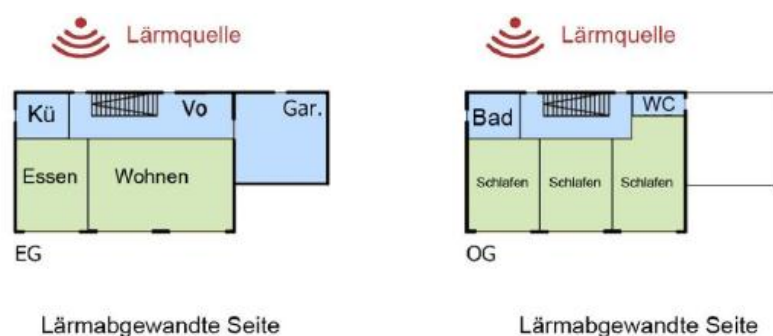 Lärmquelle
Kü Vo Gar.
Essen Wohnen
EG
Lärmabgewandte Seite
Lärmquelle
Bad WC
Schlafen Schlafen Schlafen
OG
Lärmabgewandte Seite